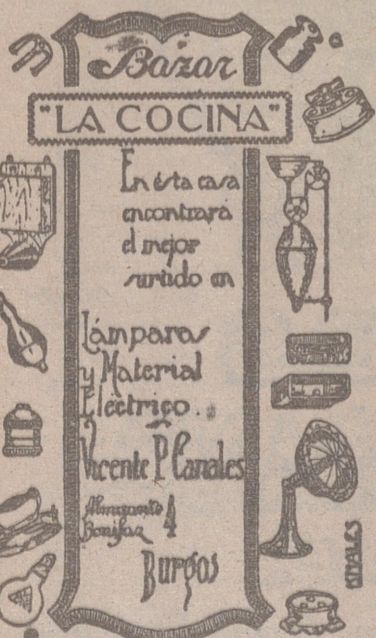 Bazar
"LA COCINA"
En ésta casa
encontrará
el mejor
surtido en
Lámparas
y Material
Eléctrico.
Vicente P. Canales
Almirante
Bonifaz 4
Burgos